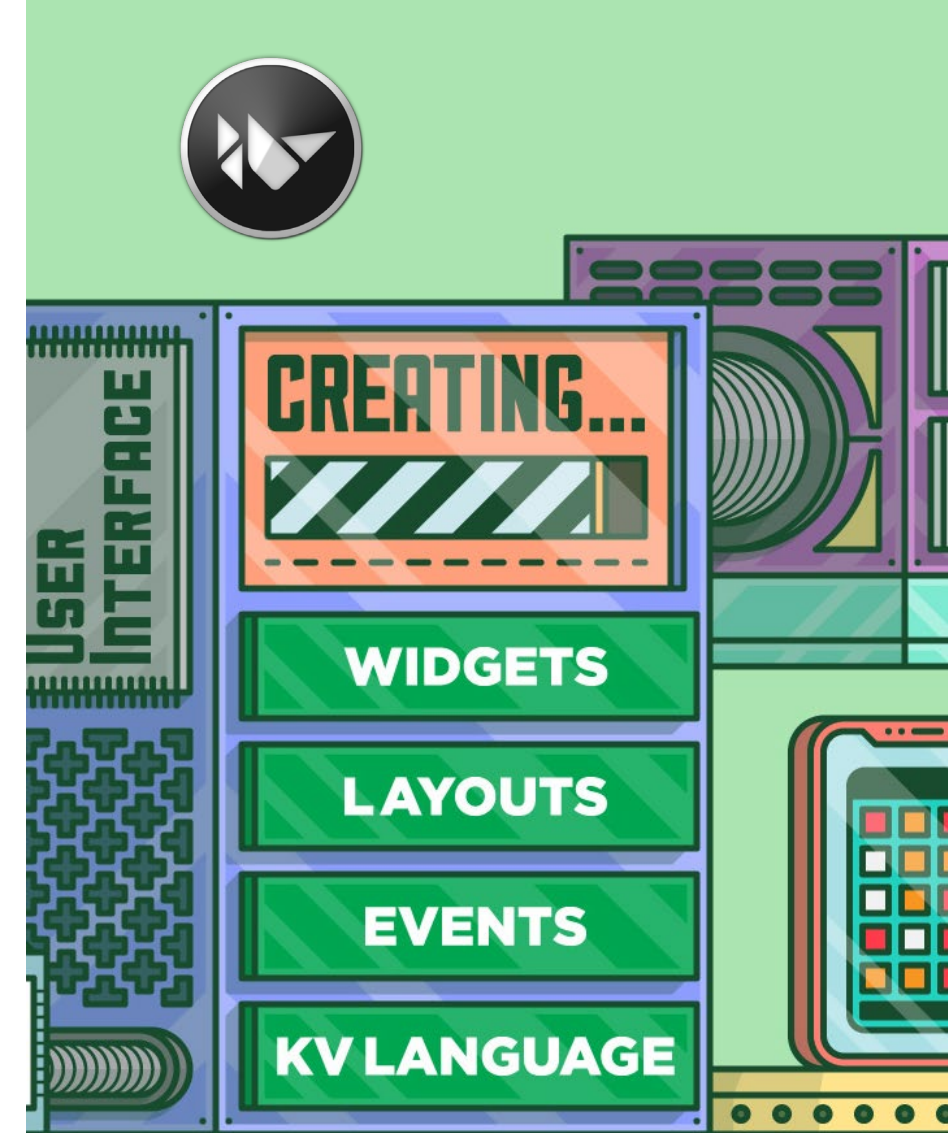 USER
INTERFACE
CREATING...
WIDGETS
LAYOUTS
EVENTS
KV LANGUAGE